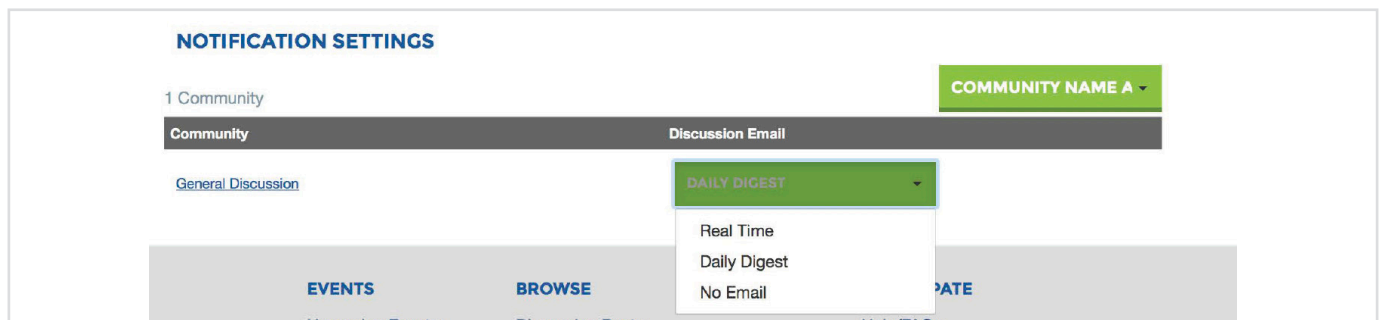 NOTIFICATION SETTINGS
1 Community
COMMUNITY NAME A
Community Discussion Email
General Discussion
DAILY DIGEST
Real Time
Daily Digest
No Email
EVENTS BROWSE PATE